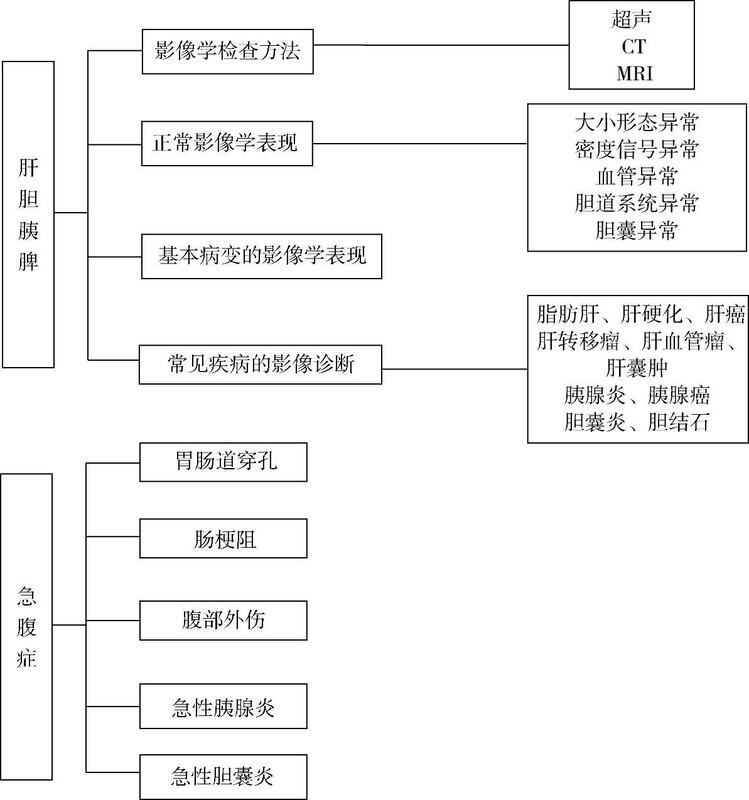 肝胆胰脾
影像学检查方法
超声
CT
MRI
正常影像学表现
大小形态异常
密度信号异常
血管异常
胆道系统异常
胆囊异常
基本病变的影像学表现
常见疾病的影像诊断
脂肪肝、肝硬化、肝癌
肝转移瘤、肝血管瘤、
肝囊肿
胰腺炎、胰腺癌
胆囊炎、胆结石
急腹症
胃肠道穿孔
肠梗阻
腹部外伤
急性胰腺炎
急性胆囊炎